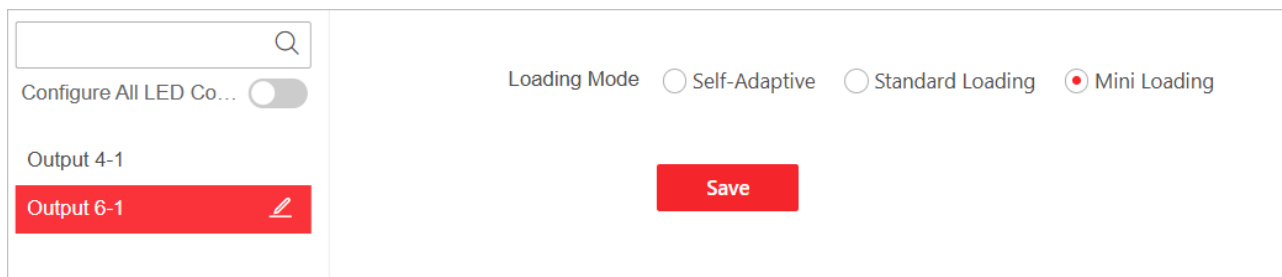 Configure All LED Co...
Output 4-1
Output 6-1
Loading Mode Self-Adaptive Standard Loading Mini Loading
Save